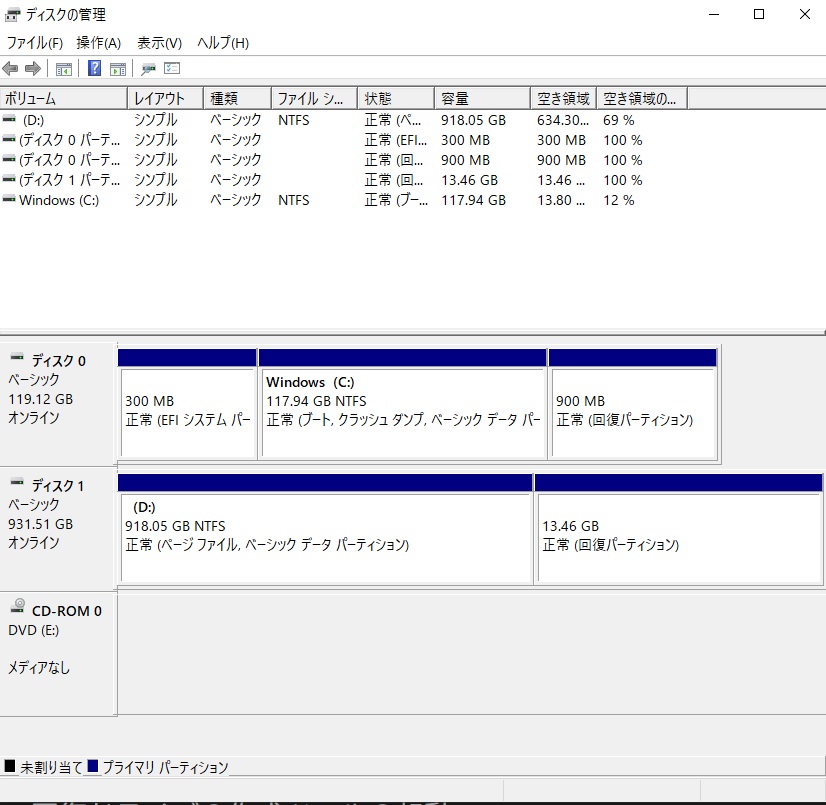 ディスクの管理
ファイル(F) 操作(A) 表示(V) ヘルプ(H)
ボリューム レイアウト 種類 ファイル シ... 状態 容量 空き領域 空き領域の...
(D:) シンプル ベーシック NTFS 正常 (ペ... 918.05 GB 634.30... 69 %
(ディスク 0 パーテ... シンプル ベーシック 正常 (EFI... 300 MB 300 MB 100 %
(ディスク 0 パーテ... シンプル ベーシック 正常 (回... 900 MB 900 MB 100 %
(ディスク 1 パーテ... シンプル ベーシック 正常 (回... 13.46 GB 13.46 ... 100 %
Windows (C:) シンプル ベーシック NTFS 正常 (ブー... 117.94 GB 13.80 ... 12 %
ディスク 0
ベーシック
119.12 GB
オンライン
300 MB
正常 (EFI システム パー
Windows (C:)
117.94 GB NTFS
正常 (ブート, クラッシュ ダンプ, ベーシック データ パー
900 MB
正常 (回復パーティション)
ディスク 1
ベーシック
931.51 GB
オンライン
(D:)
918.05 GB NTFS
正常 (ページ ファイル, ベーシック データ パーティション)
13.46 GB
正常 (回復パーティション)
CD-ROM 0
DVD (E:)
メディアなし
未割り当て プライマリ パーティション